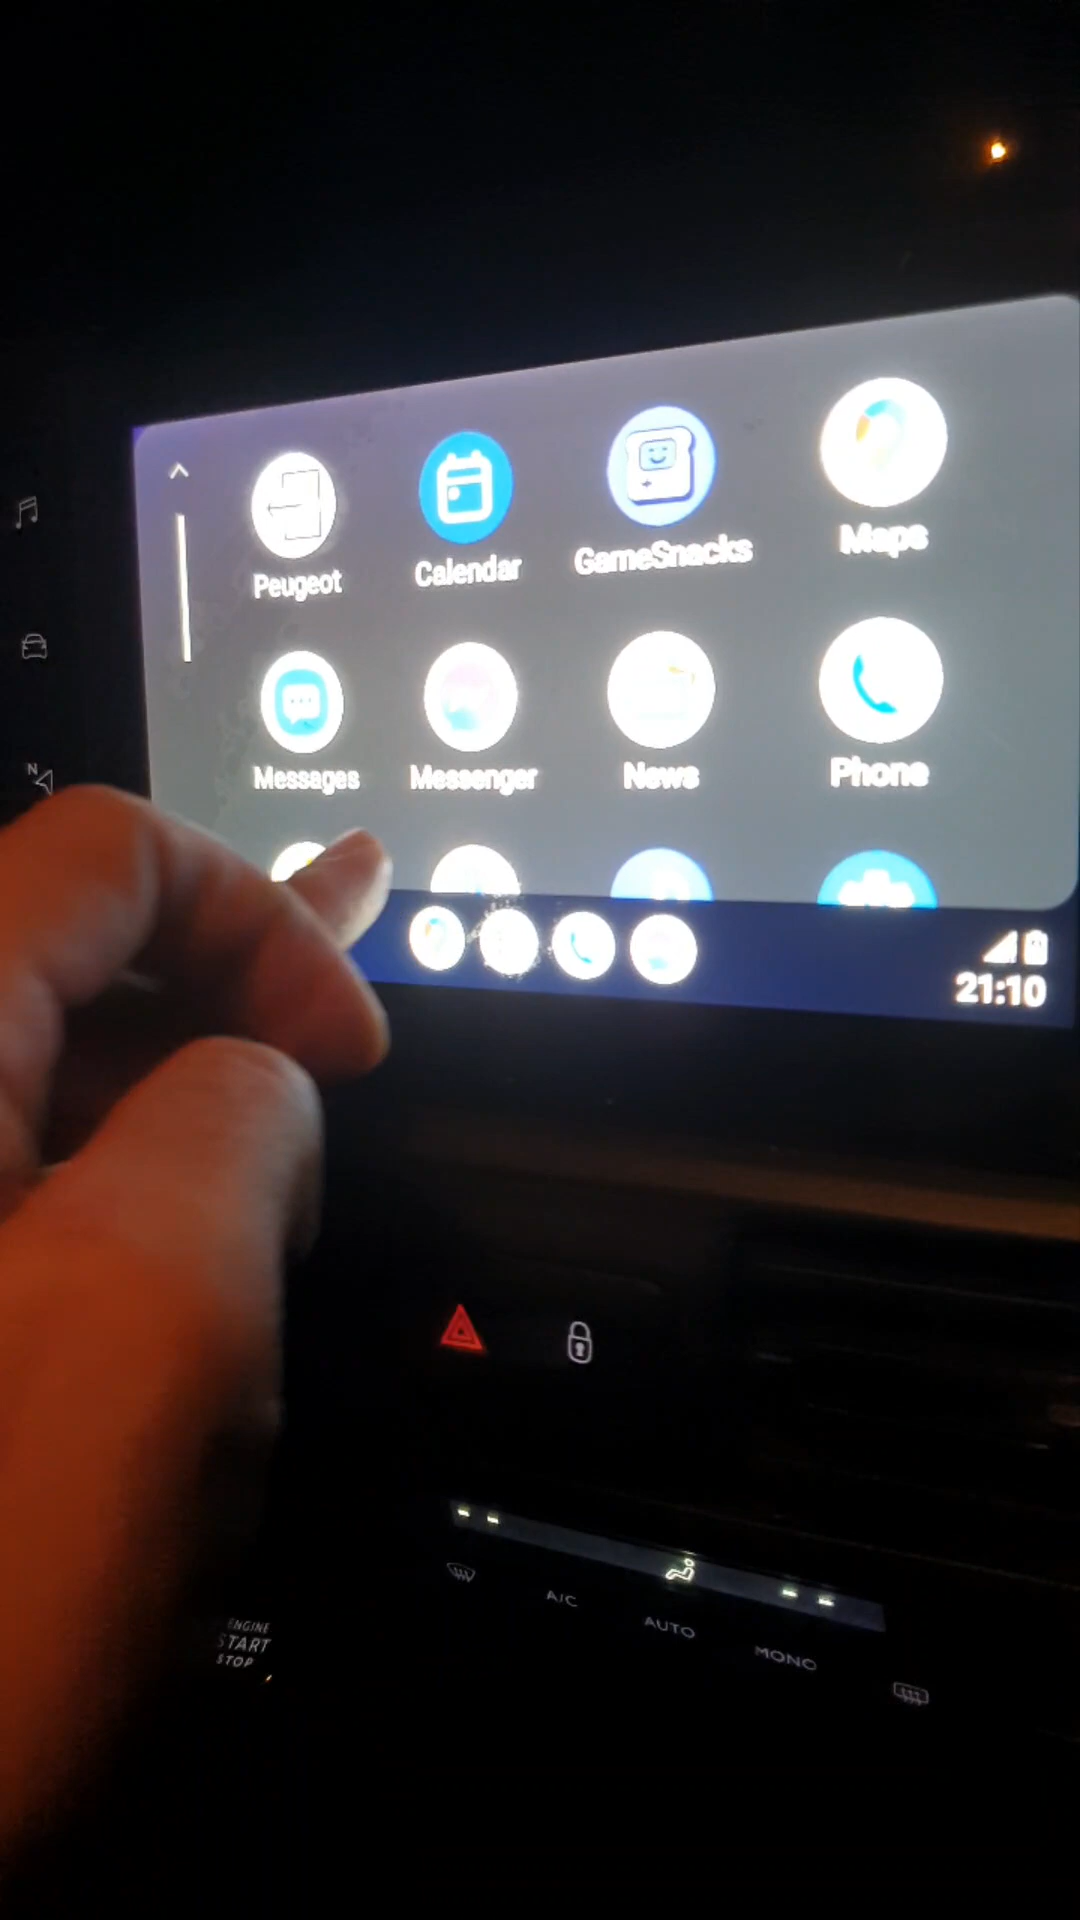 Peugeot
Calendar
GameSnacks
Maps
Messages
Messenger
News
Phone
N
21:10
A/C
AUTO
MONO
ENGINE
START
STOP